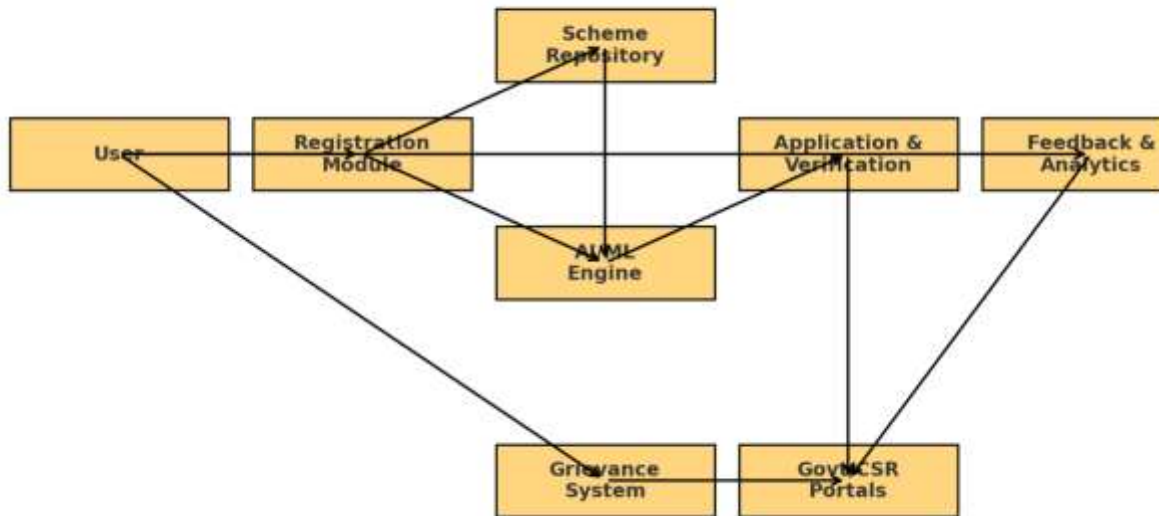 Scheme
Repository
User
Registration
Module
Application &
Verification
Feedback &
Analytics
AI/ML
Engine
Grievance
System
Govt/CSR
Portals